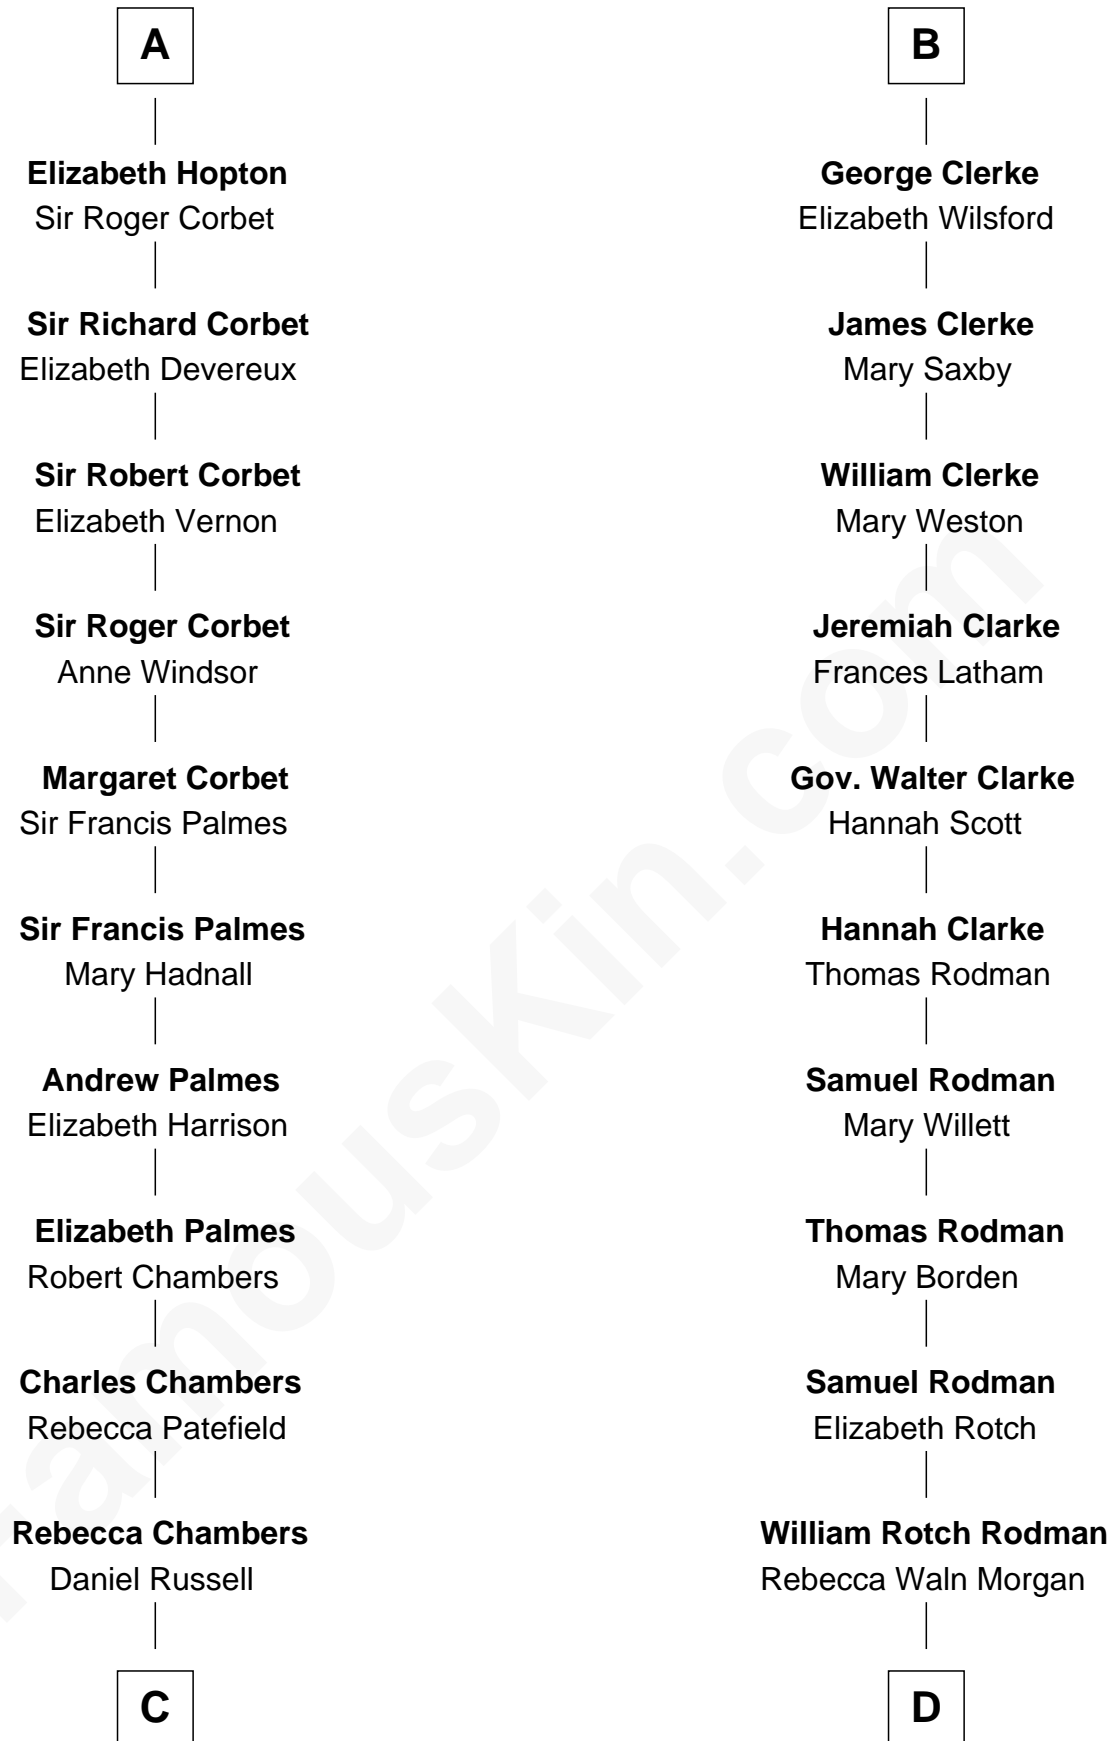 A
Elizabeth Hopton
Sir Roger Corbet
Sir Richard Corbet
Elizabeth Devereux
Sir Robert Corbet
Elizabeth Vernon
Sir Roger Corbet
Anne Windsor
Margaret Corbet
Sir Francis Palmes
Sir Francis Palmes
Mary Hadnall
Andrew Palmes
Elizabeth Harrison
Elizabeth Palmes
Robert Chambers
Charles Chambers
Rebecca Patefield
Rebecca Chambers
Daniel Russell
C
B
George Clerke
Elizabeth Wilsford
James Clerke
Mary Saxby
William Clerke
Mary Weston
Jeremiah Clarke
Frances Latham
Gov. Walter Clarke
Hannah Scott
Hannah Clarke
Thomas Rodman
Samuel Rodman
Mary Willett
Thomas Rodman
Mary Borden
Samuel Rodman
Elizabeth Rotch
William Rotch Rodman
Rebecca Waln Morgan
D
FamousKin.com